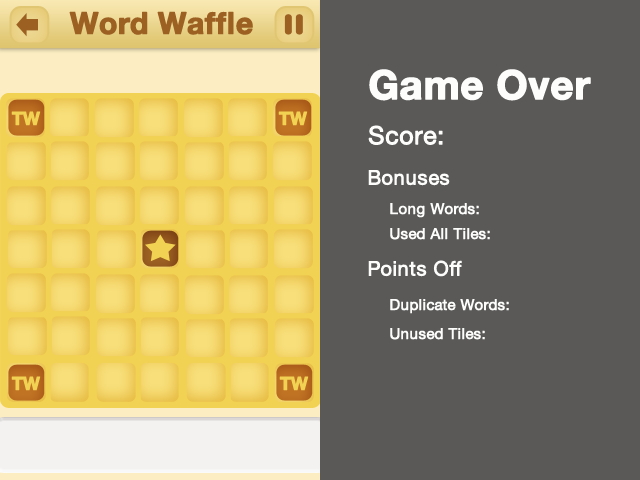 Word Waffle
TW
TW
TW
TW
Game Over
Score:
Bonuses
Long Words:
Used All Tiles:
Points Off
Duplicate Words:
Unused Tiles: